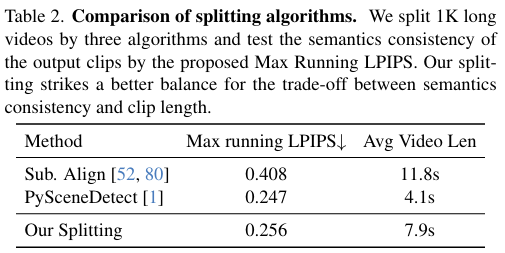 Table 2. Comparison of splitting algorithms. We split 1K long
videos by three algorithms and test the semantics consistency of
the output clips by the proposed Max Running LPIPS. Our split-
ting strikes a better balance for the trade-off between semantics
consistency and clip length.
Method Max running LPIPS↓ Avg Video Len
Sub. Align [52, 80] 0.408 11.8s
PySceneDetect [1] 0.247 4.1s
Our Splitting 0.256 7.9s